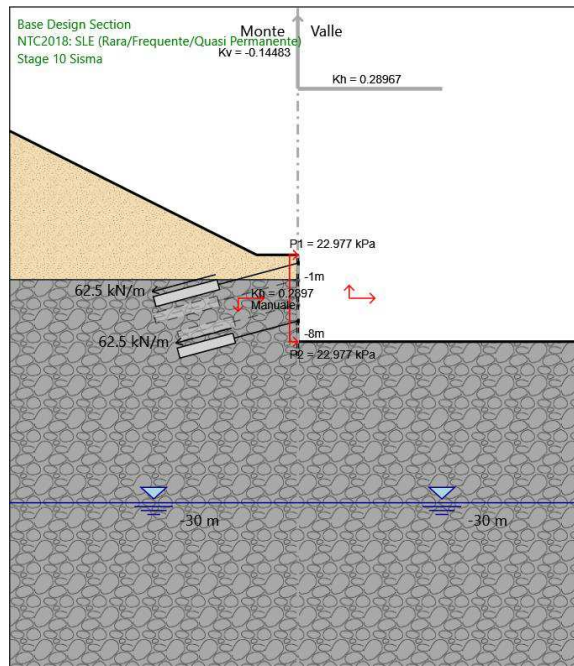 Base Design Section
NTC2018: SLE (Rara/Frequente/Quasi Permanente)
Stage 10 Sisma
Monte Valle
Kv = -0.14483
Kh = 0.28967
P1 = 22.977 kPa
-1m
62.5 kN/m
Kh = 0.2897
Manuale
-8m
62.5 kN/m
P2 = 22.977 kPa
-30 m
-30 m